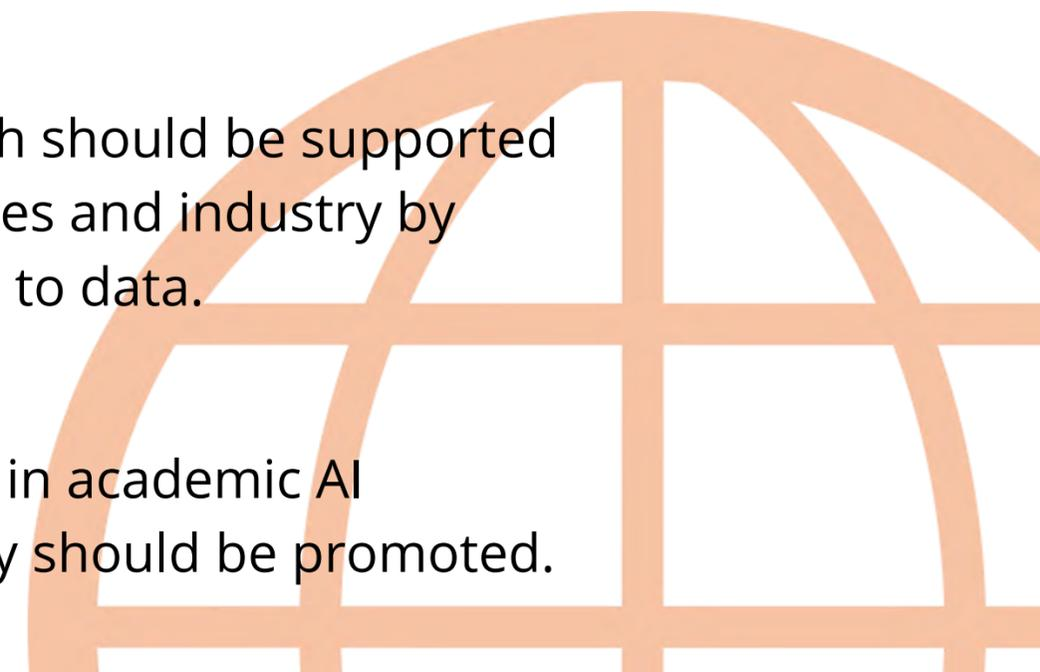 h should be supported
es and industry by
to data.
in academic AI
y should be promoted.